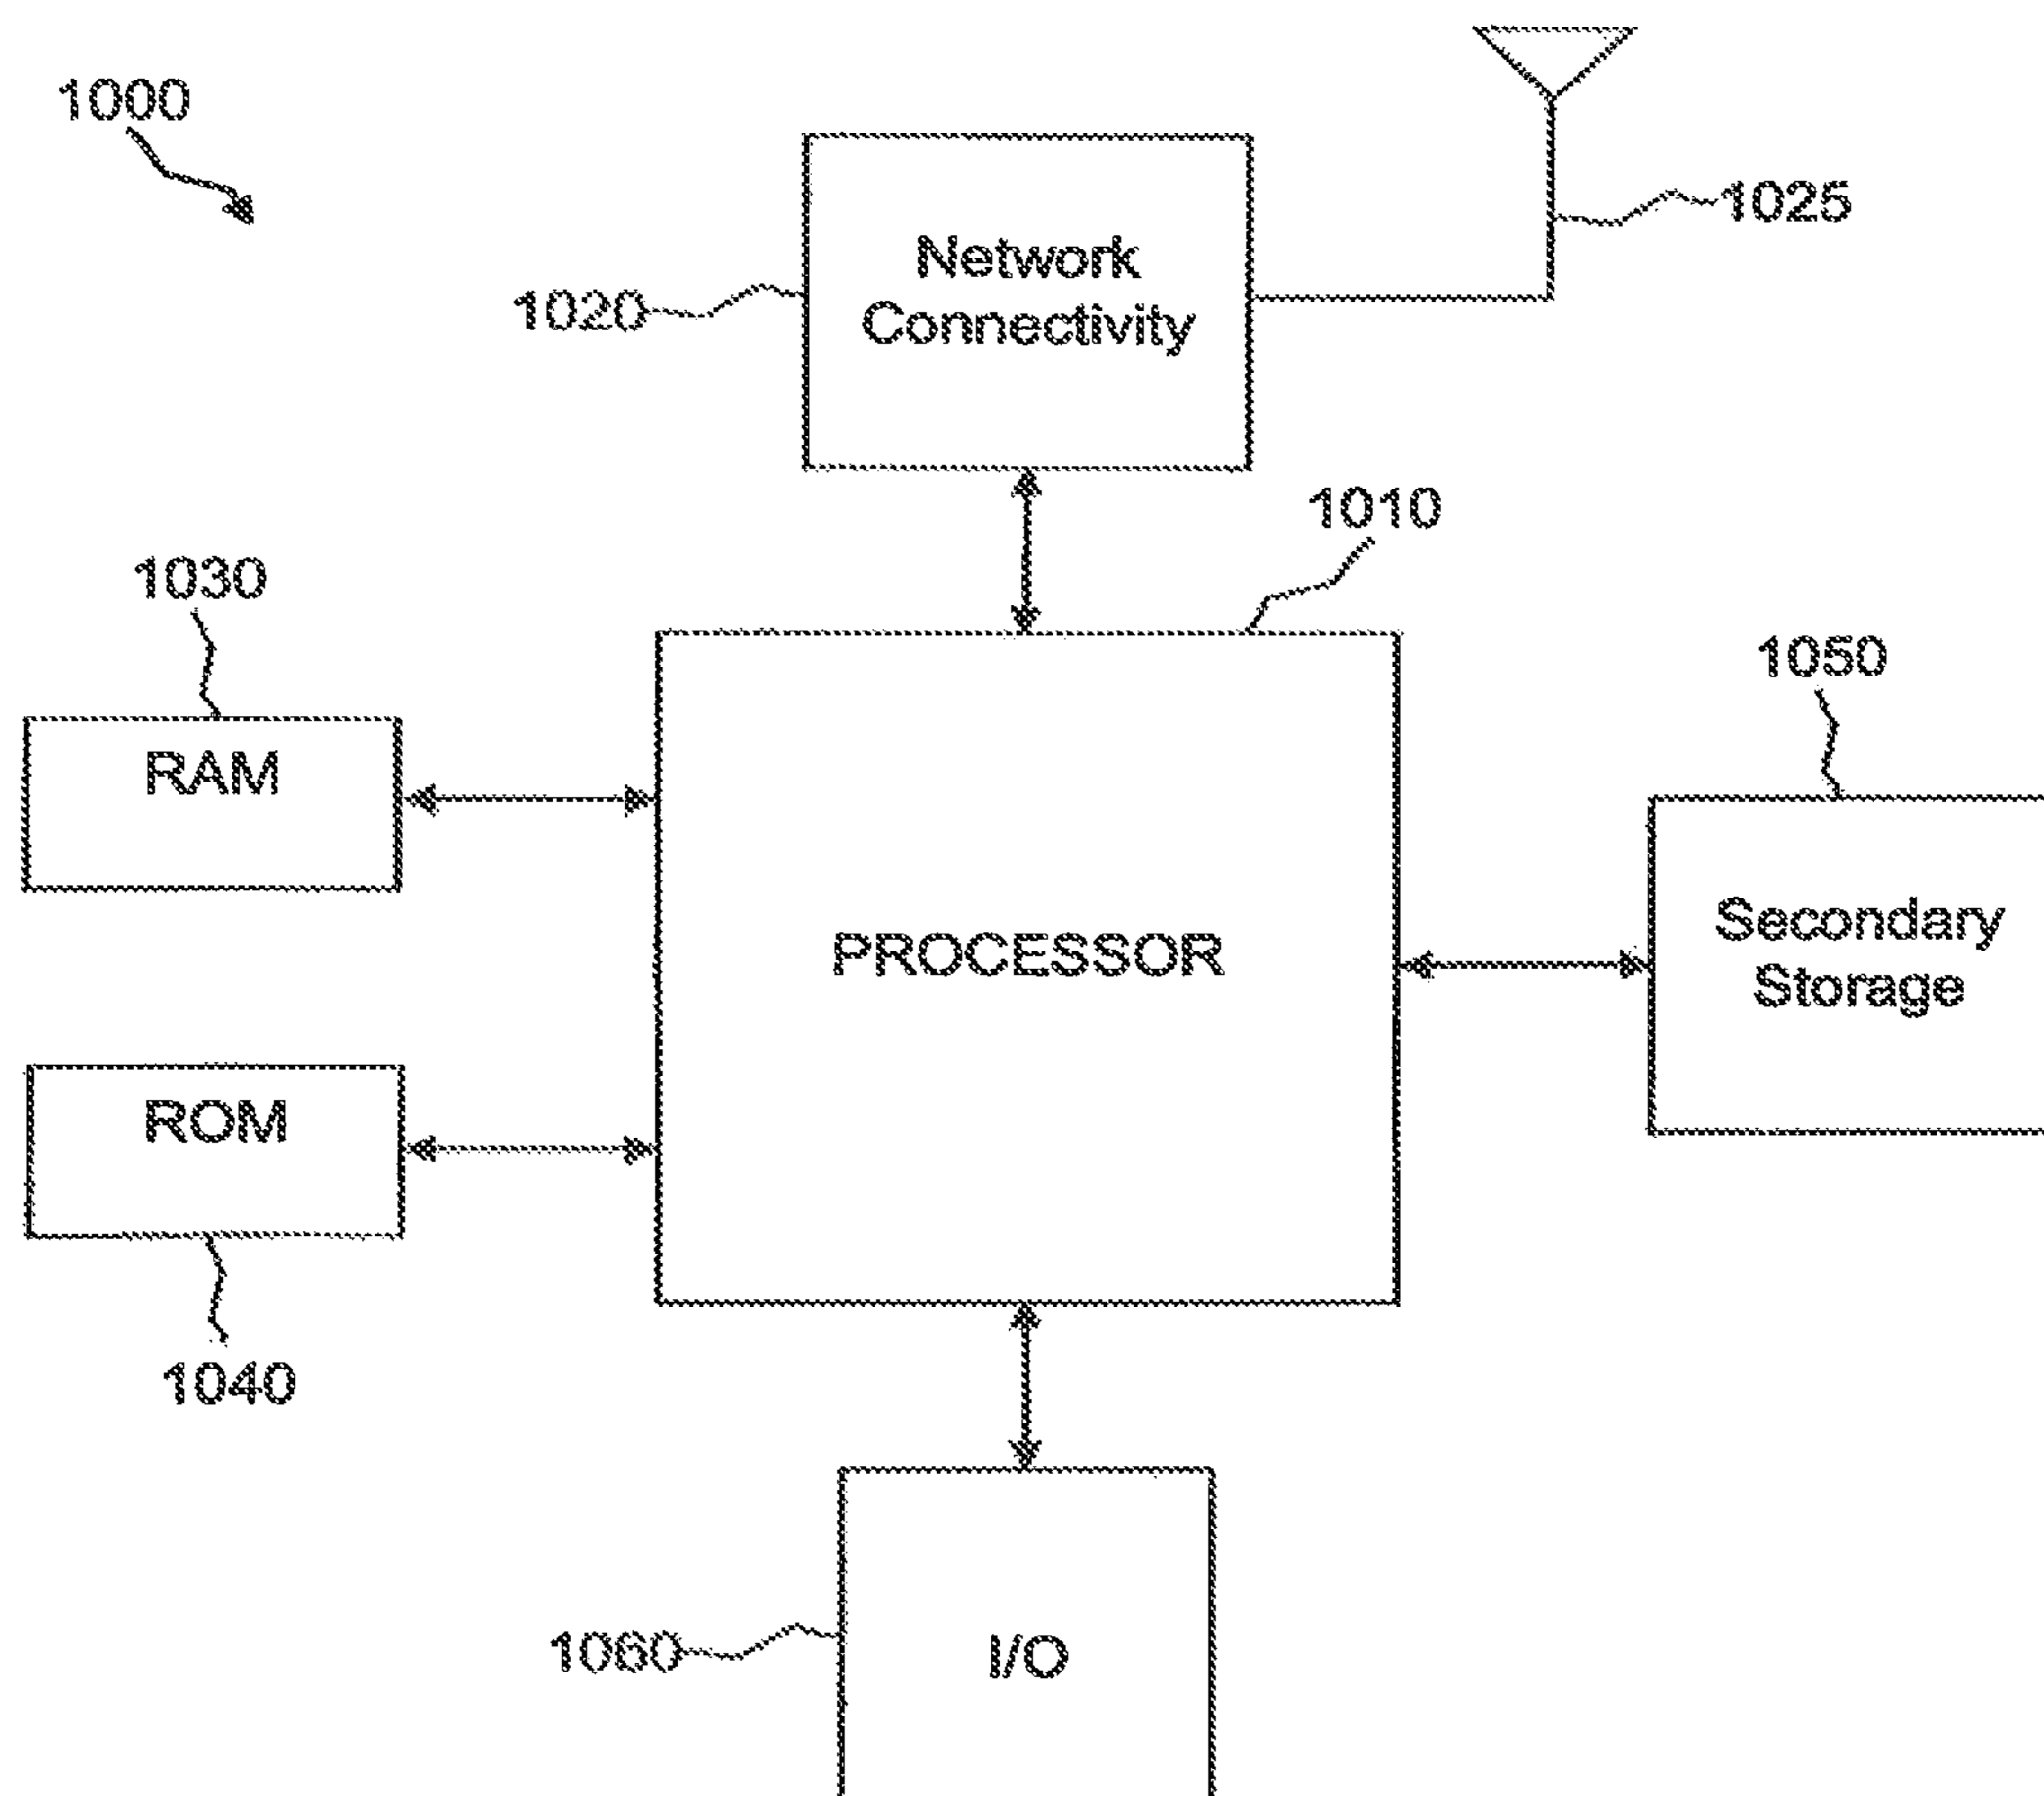 1000
1025
Network
Connectivity
1020
1010
1030
1050
RAM
Secondary
Storage
PROCESSOR
ROM
1040
1060
I/O